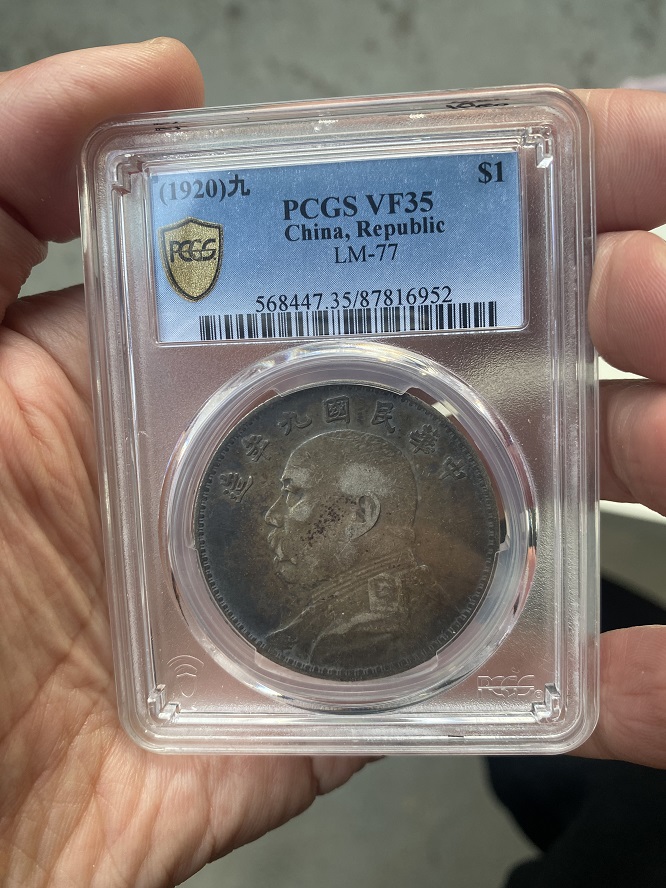 (1920)九 $1
PCGS VF35
China, Republic
LM-77
PCGS
568447.35/87816952
造年九國民華中
PCGS